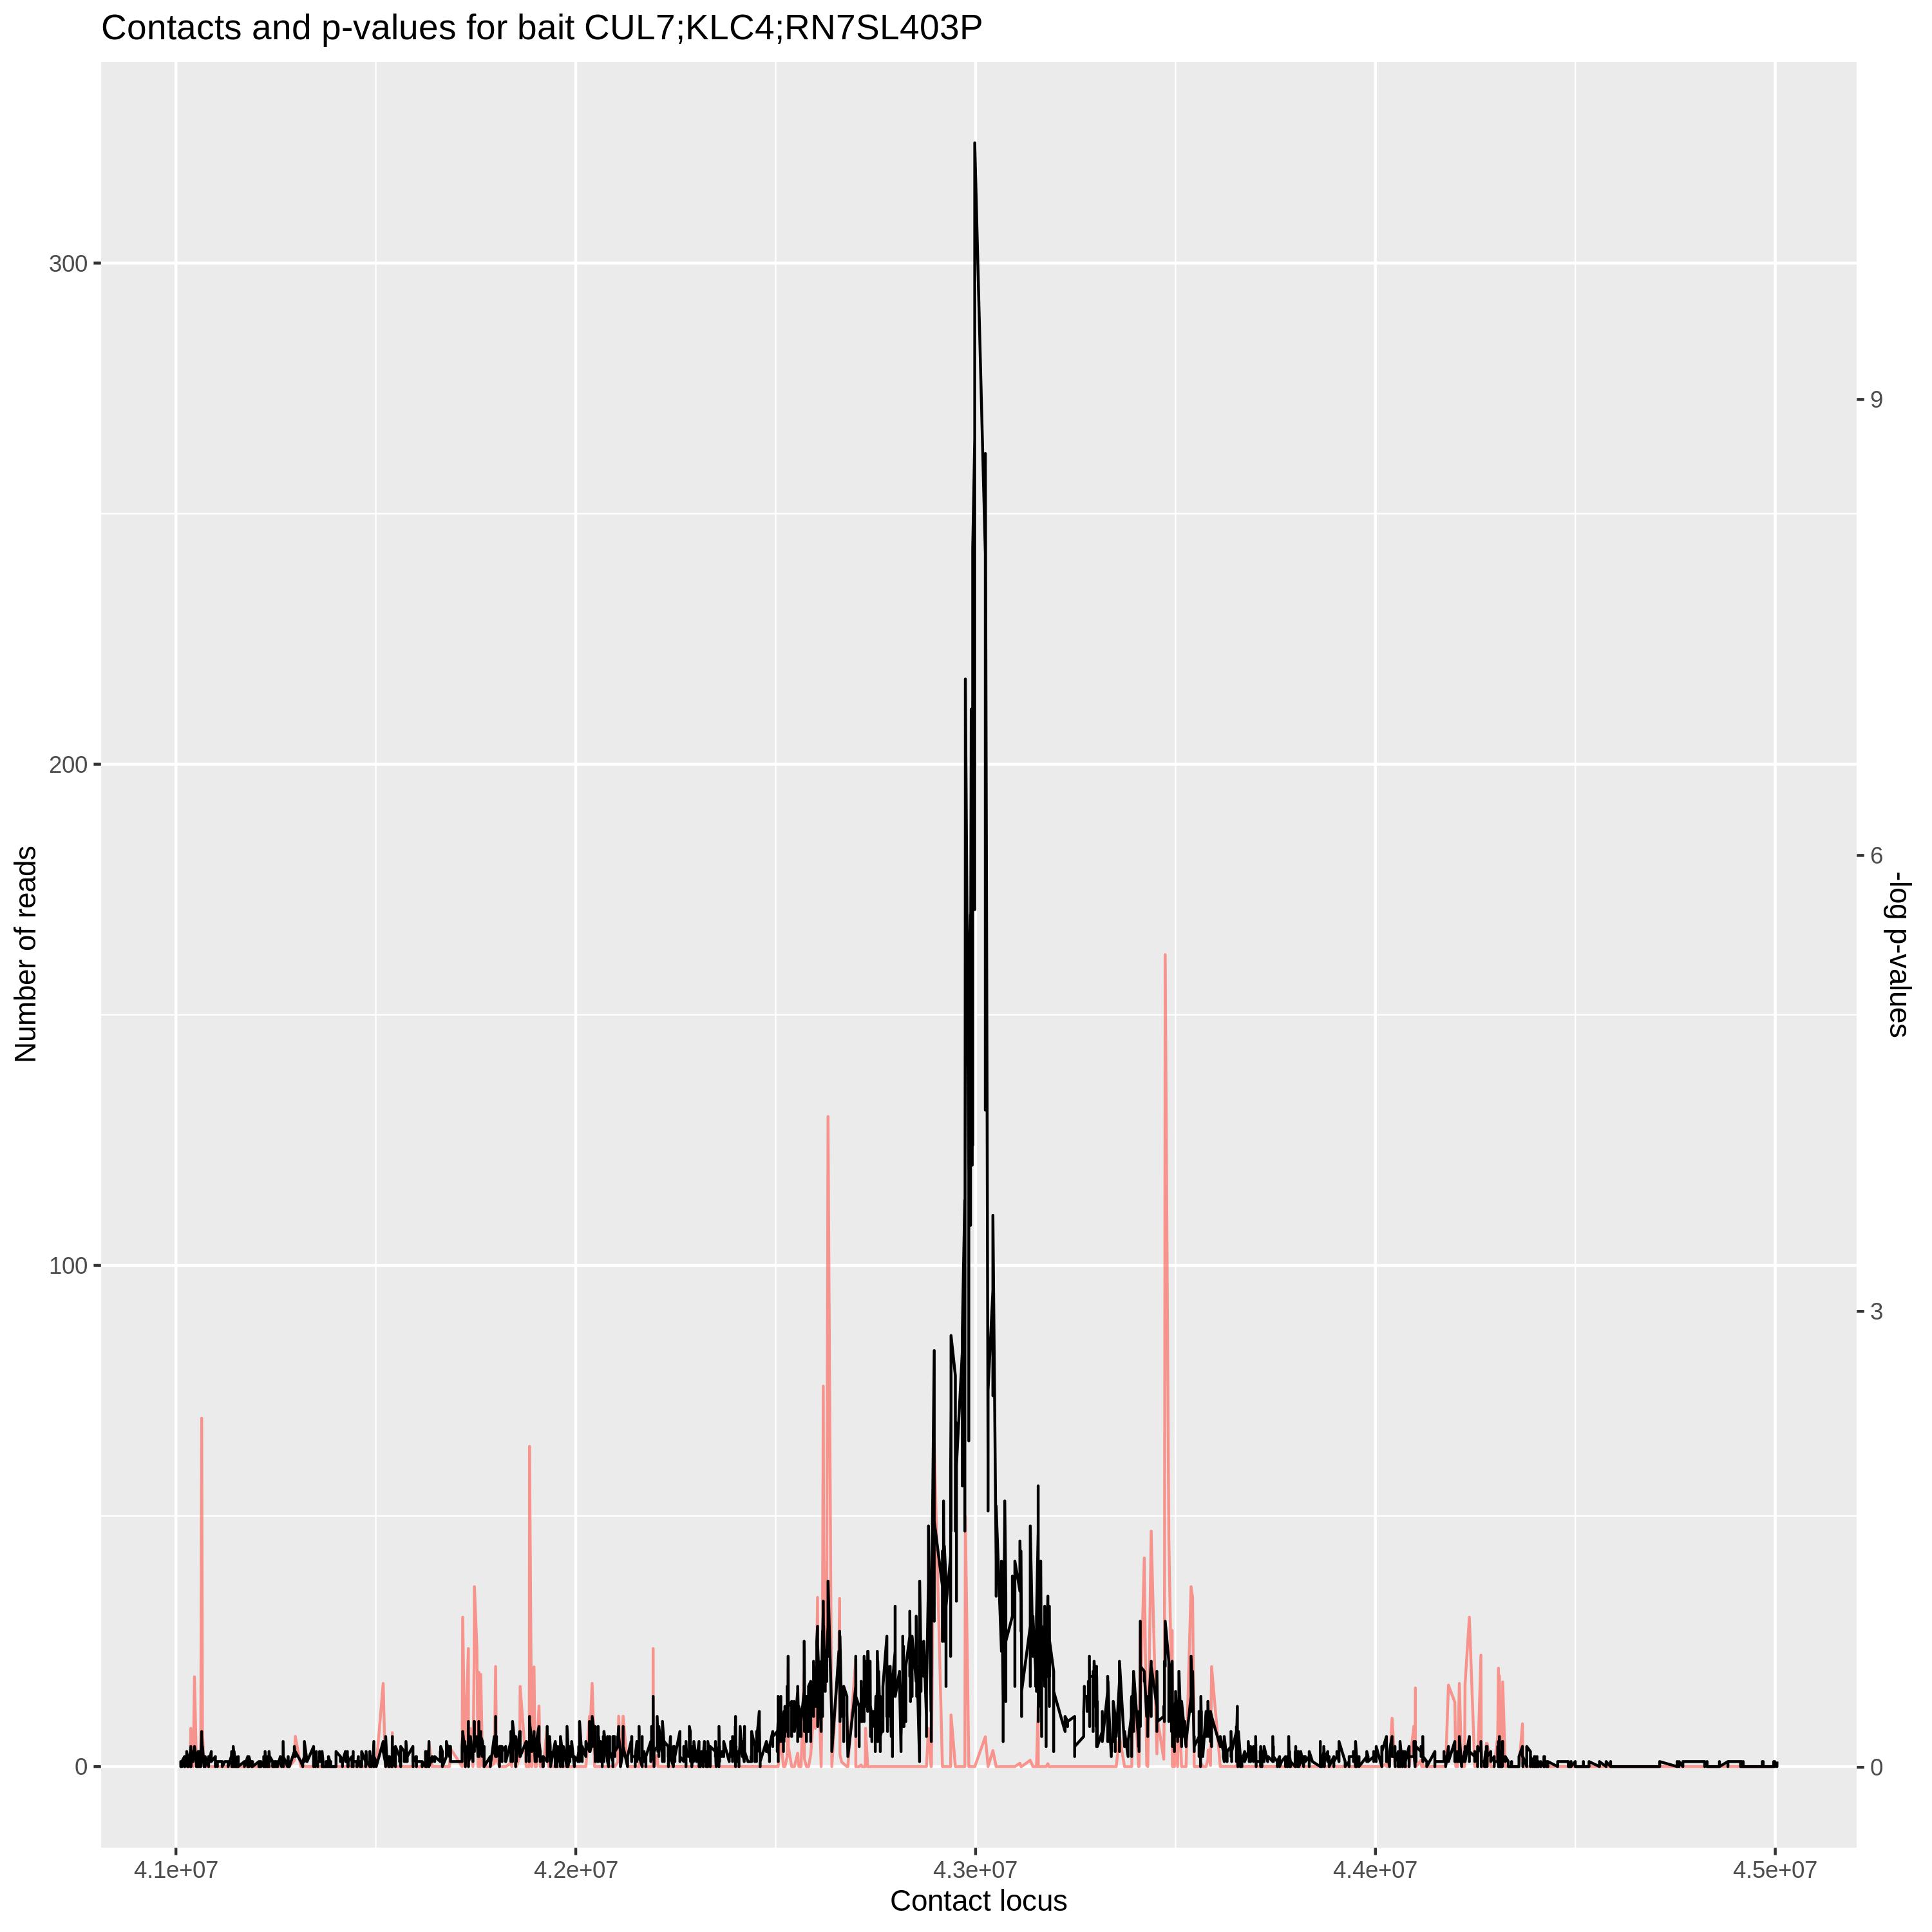 Contacts and p-values for bait CUL7;KLC4;RN7SL403P
300
200
100
0
Number of reads
9
6
3
0
-log p-values
4.1e+07
4.2e+07
4.3e+07
4.4e+07
4.5e+07
Contact locus